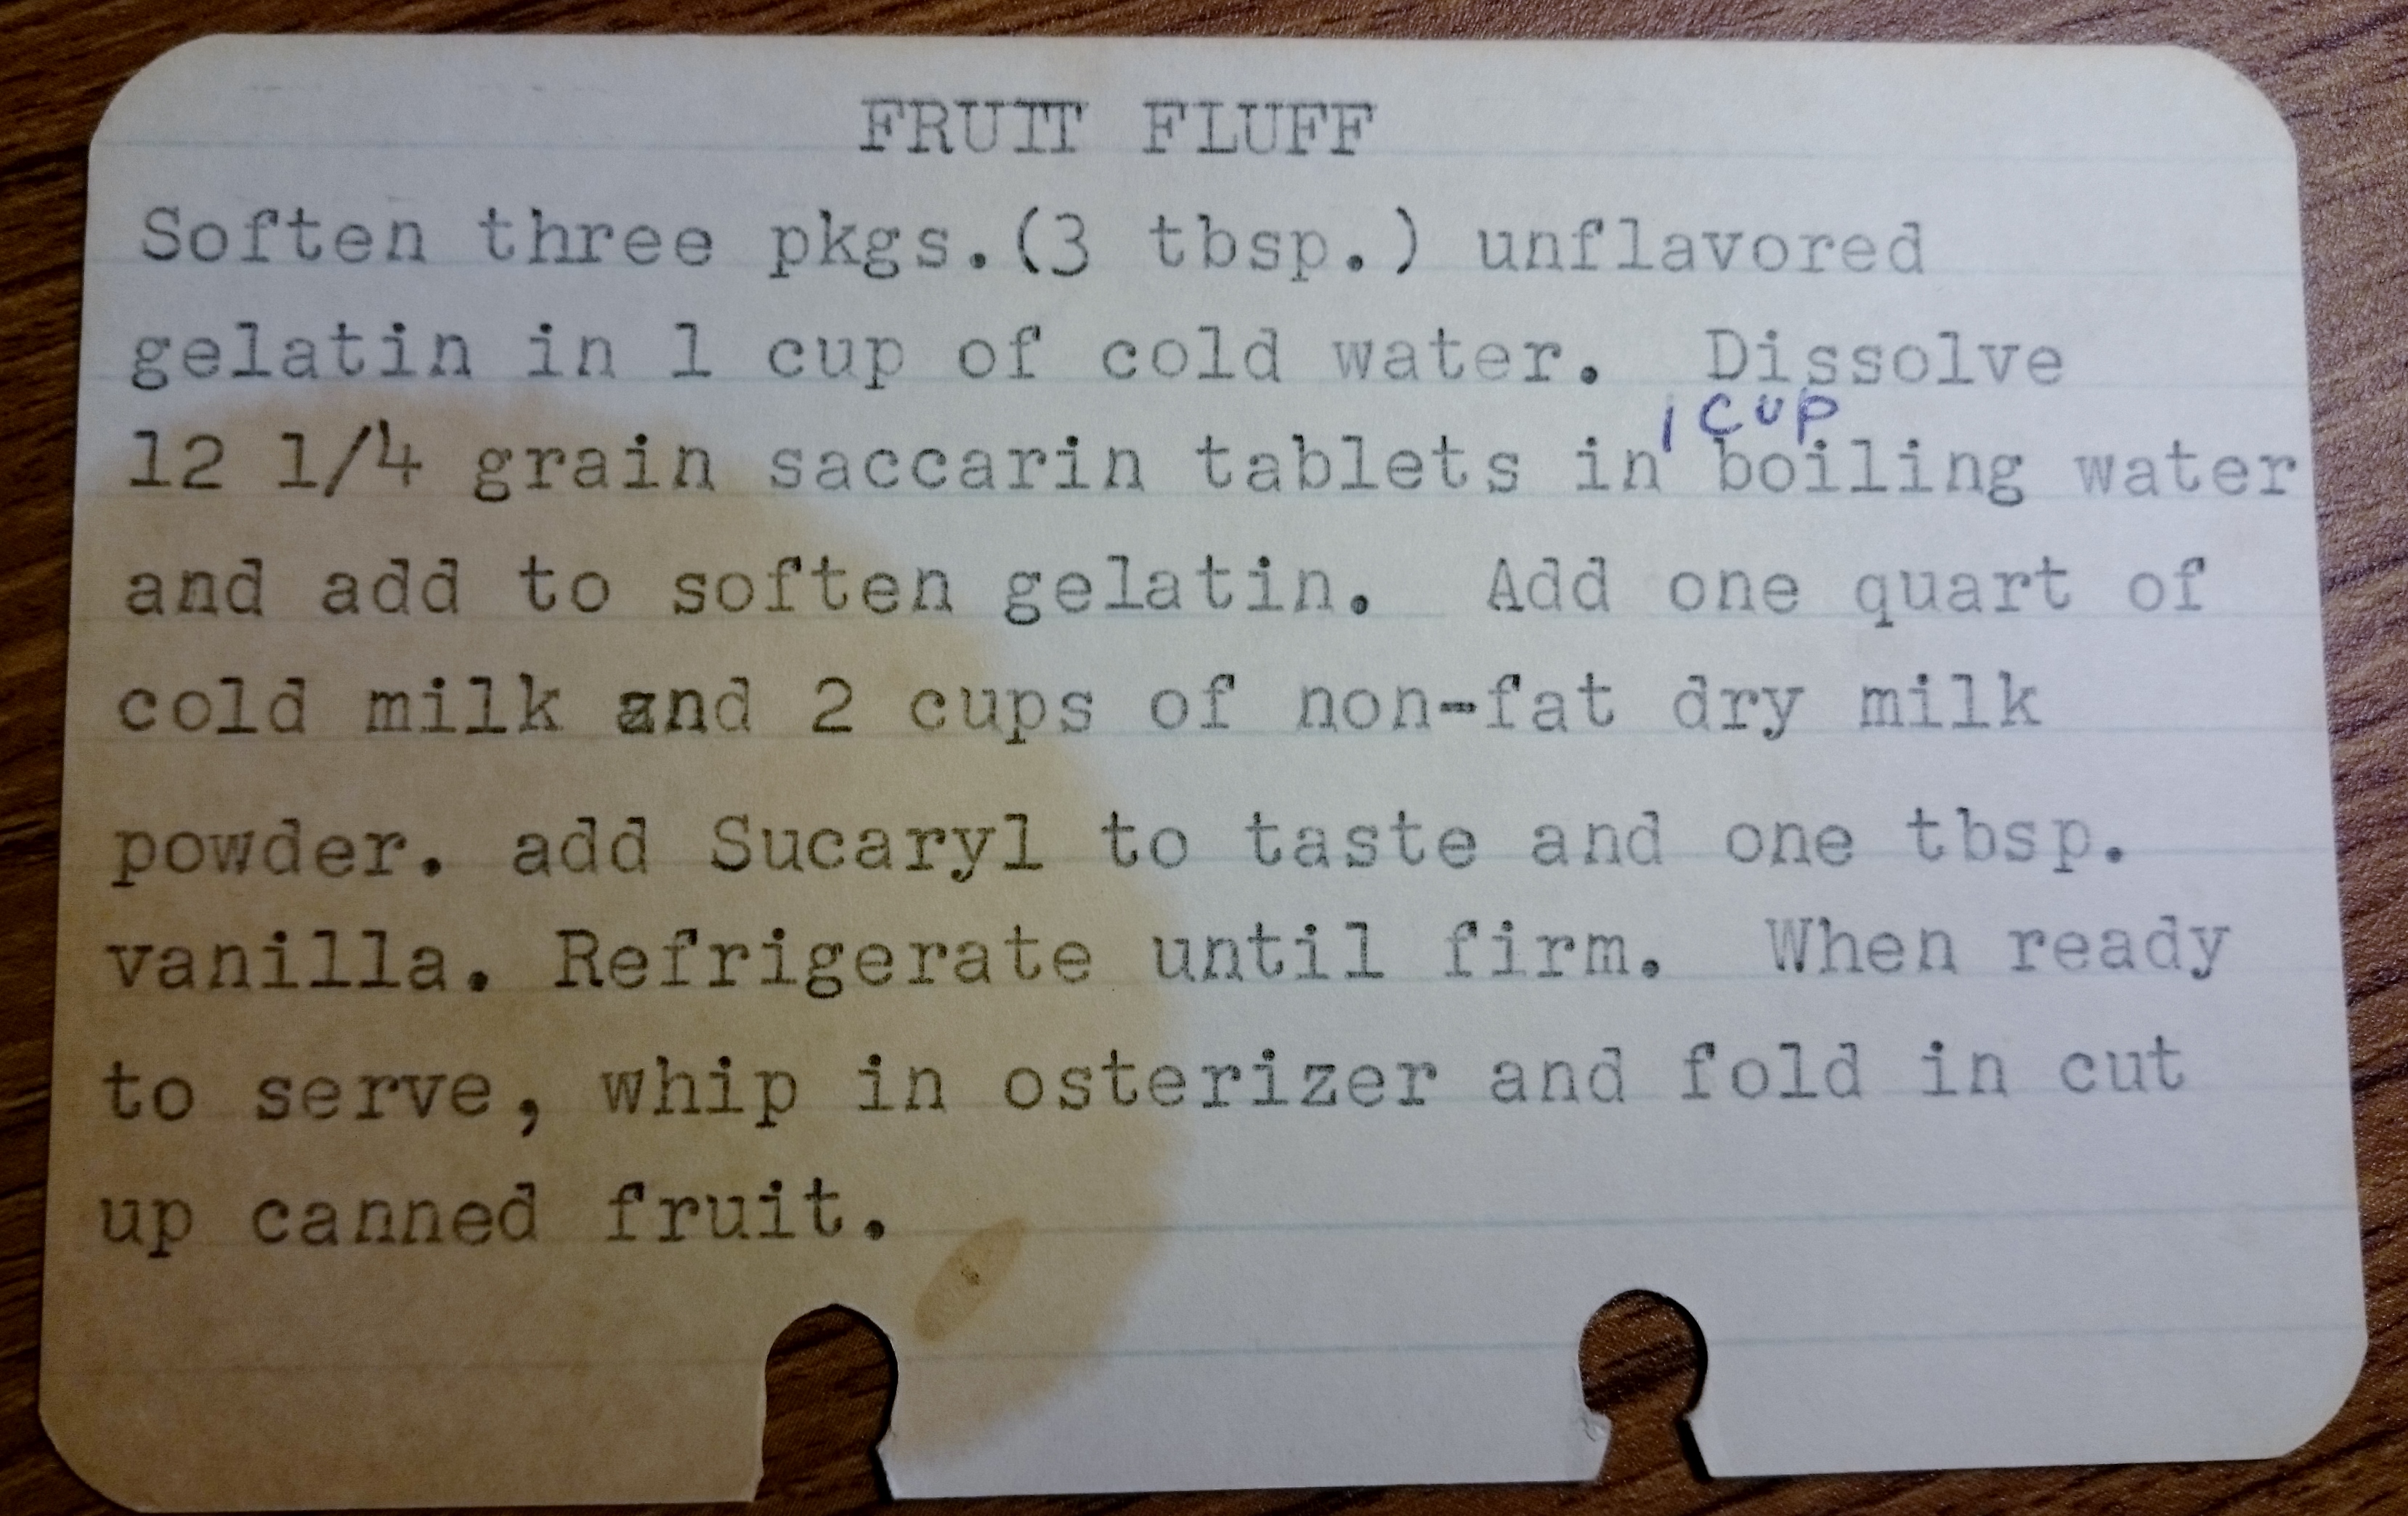 FRUIT FLUFF
Soften three pkgs.(3 tbsp.) unflavored
gelatin in 1 cup of cold water. Dissolve
1 CUP
12 1/4 grain saccarin tablets in boiling water
and add to soften gelatin. Add one quart of
cold milk and 2 cups of non-fat dry milk
powder. add Sucaryl to taste and one tbsp.
vanilla. Refrigerate until firm. When ready
to serve, whip in osterizer and fold in cut
up canned fruit.